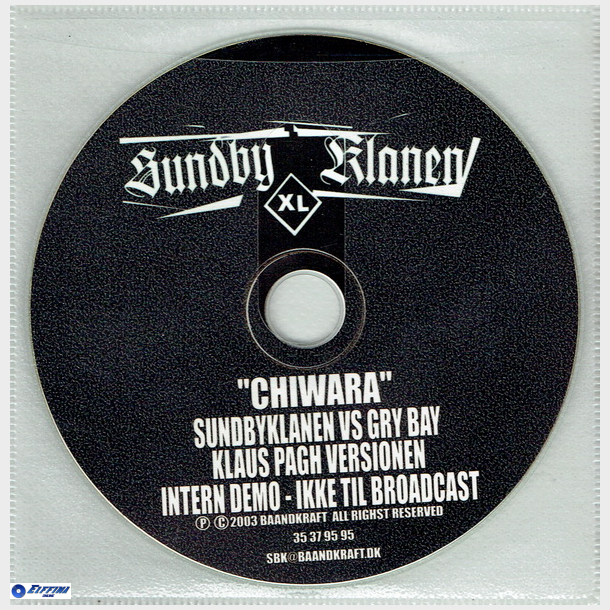 Sundby Klanen
XL
"CHIWARA"
SUNDBYKLANEN VS GRY BAY
KLAUS PAGH VERSIONEN
INTERN DEMO - IKKE TIL BROADCAST
Ⓟ © 2003 BAANDKRAFT ALL RIGHST RESERVED
35 37 95 95
SBK@BAANDKRAFT.DK
ELFFINA